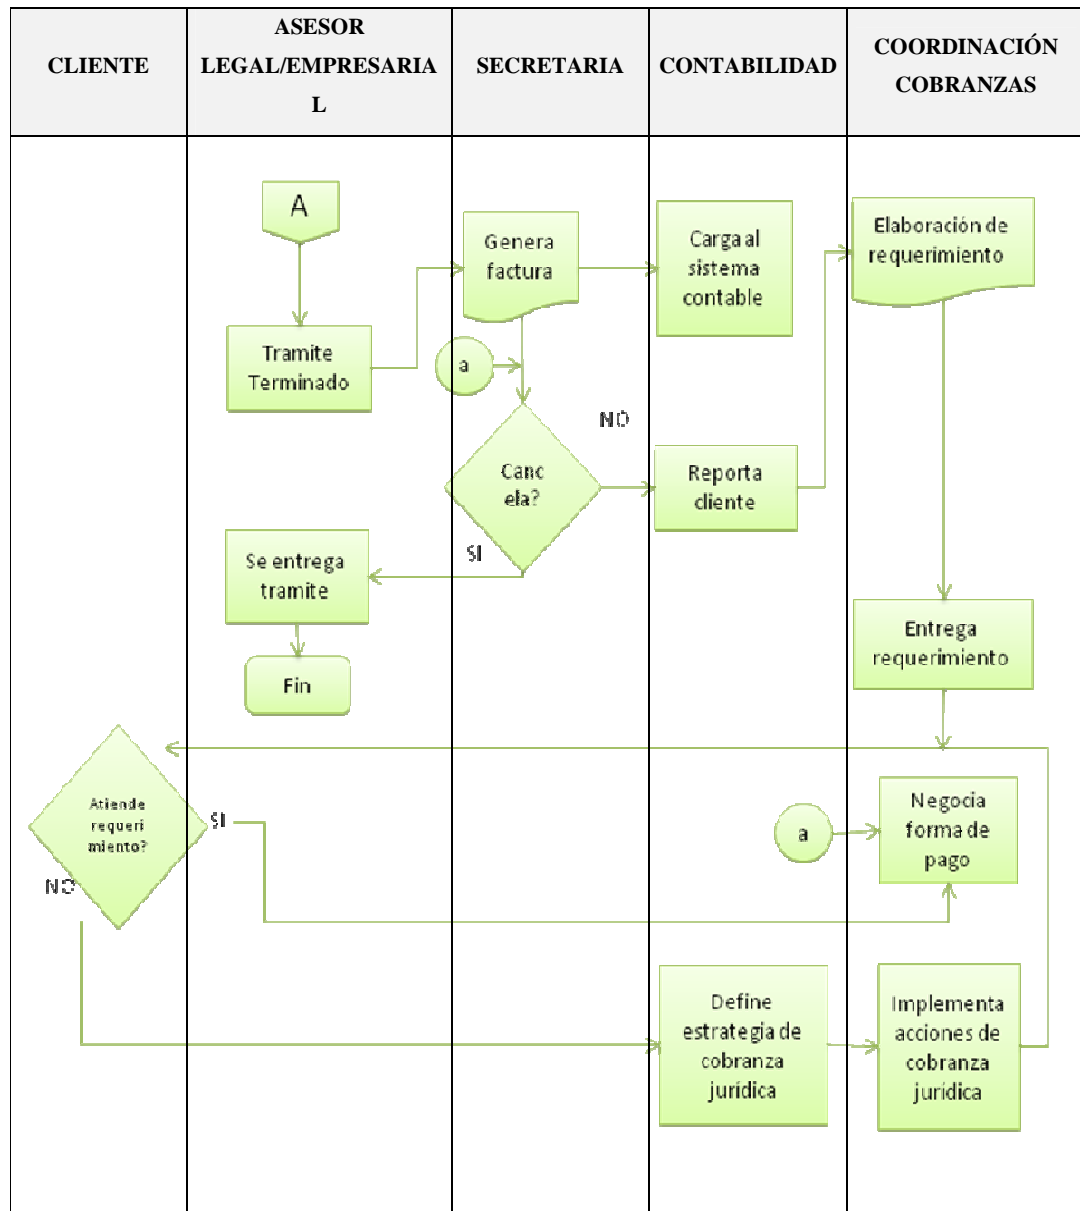 CLIENTE
ASESOR
LEGAL/EMPRESARIA
L
SECRETARIA
CONTABILIDAD
COORDINACIÓN
COBRANZAS
A
Genera
factura
Carga al
sistema
contable
Elaboración de
requerimiento
Tramite
Terminado
a
NO
Canc
ela?
Reporta
cliente
SI
Se entrega
tramite
Entrega
requerimiento
Fin
Atiende
requeri
miento?
SI
NO
a
Negocia
forma de
pago
Define
estrategia de
cobranza
jurídica
Implementa
acciones de
cobranza
jurídica